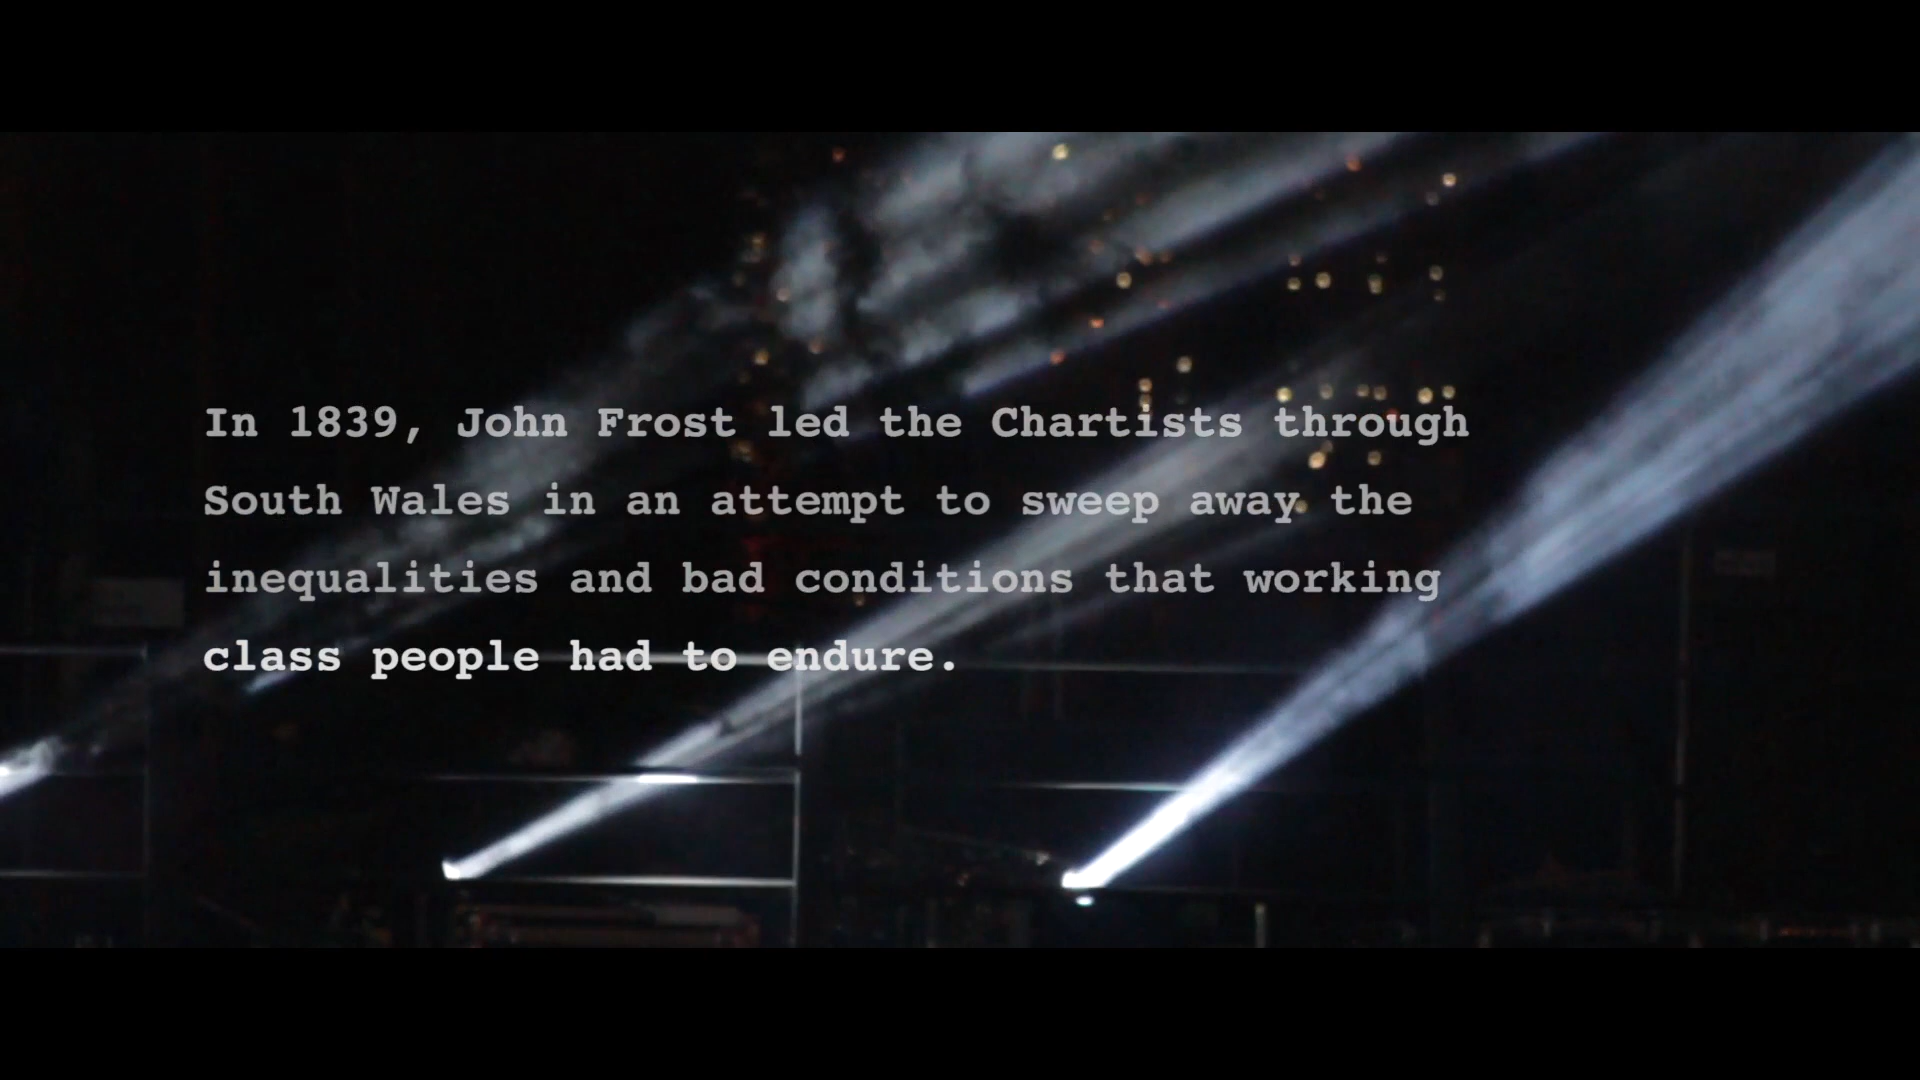 In 1839, John Frost led the Chartists through
South Wales in an attempt to sweep away the
inequalities and bad conditions that working
class people had to endure.